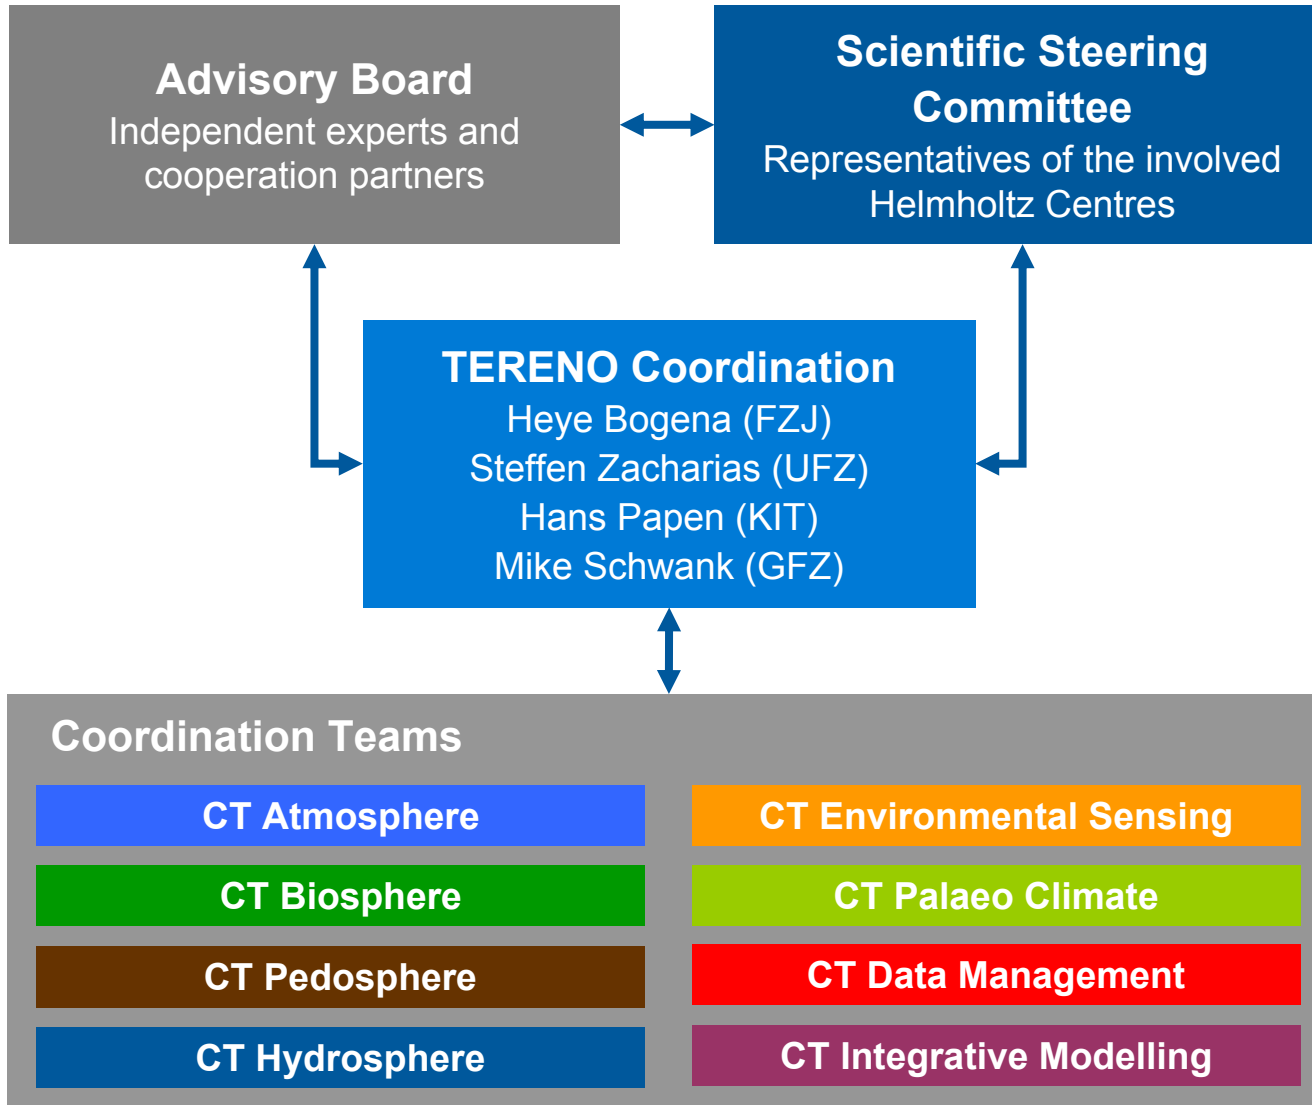 Advisory Board
Independent experts and
cooperation partners
Scientific Steering
Committee
Representatives of the involved
Helmholtz Centres
TERENO Coordination
Heye Bogena (FZJ)
Steffen Zacharias (UFZ)
Hans Papen (KIT)
Mike Schwank (GFZ)
Coordination Teams
CT Atmosphere
CT Biosphere
CT Pedosphere
CT Hydrosphere
CT Environmental Sensing
CT Palaeo Climate
CT Data Management
CT Integrative Modelling